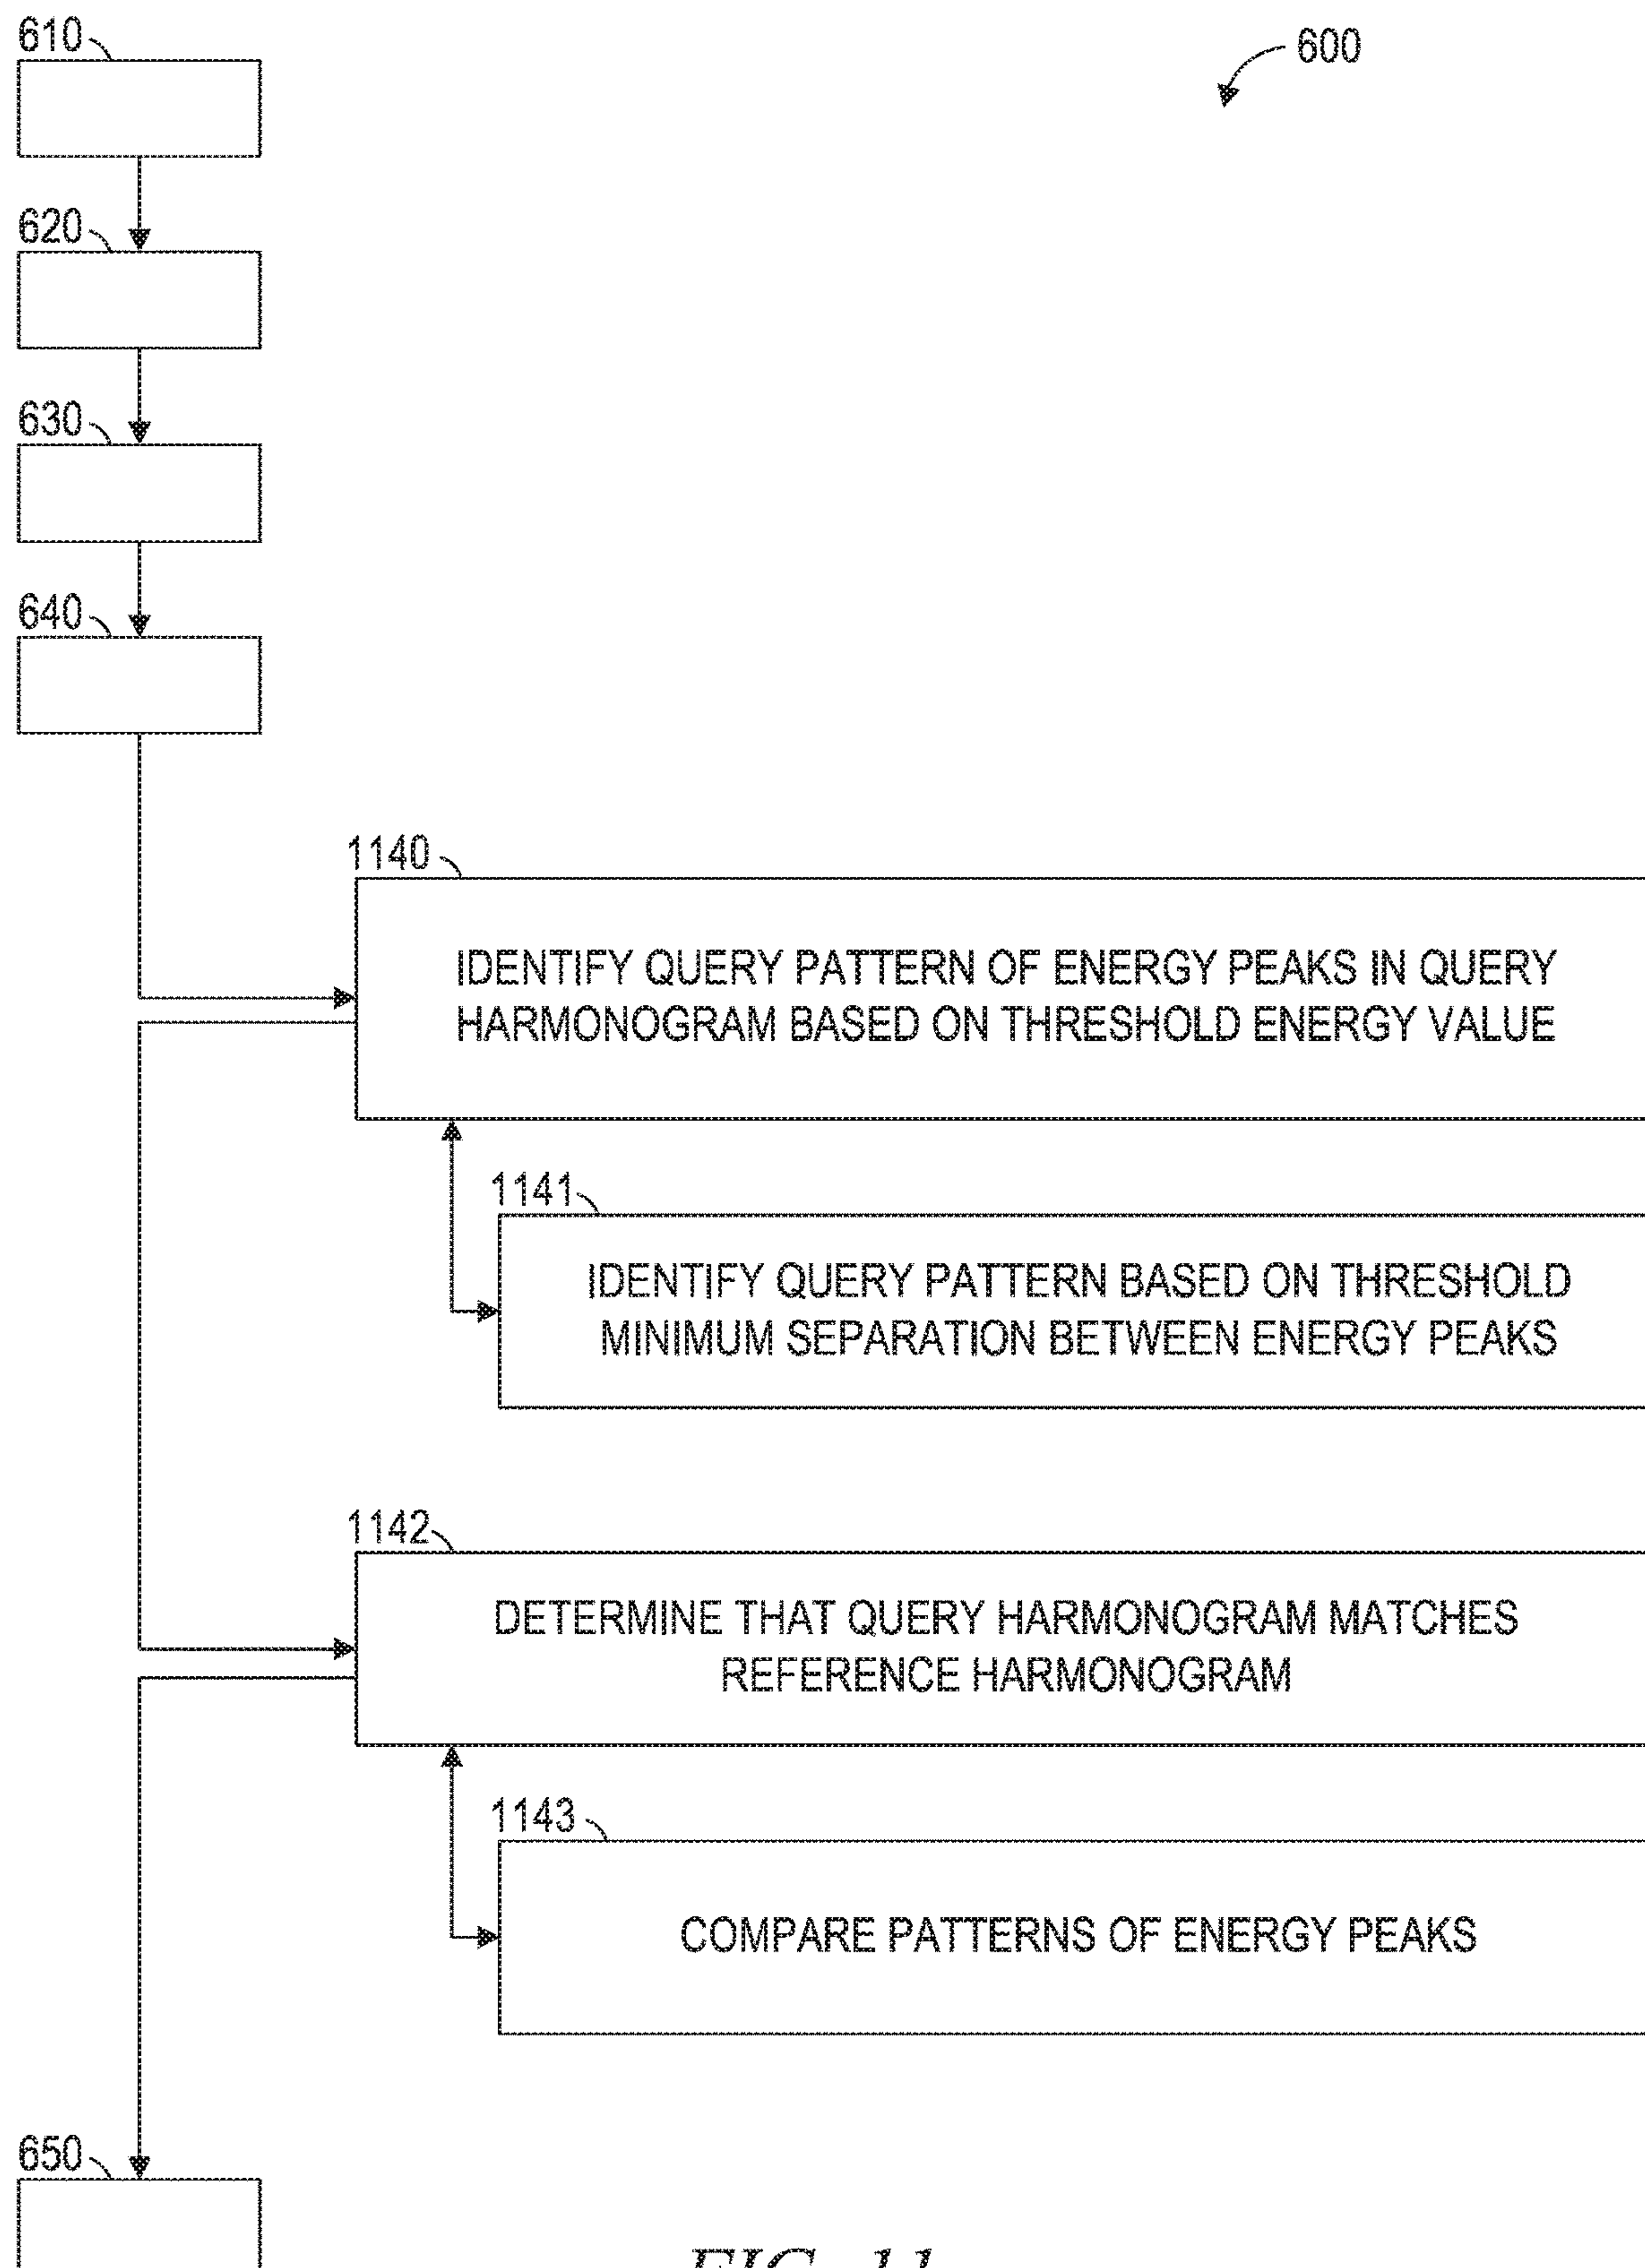 610
600
620
630
640
1140
IDENTIFY QUERY PATTERN OF ENERGY PEAKS IN QUERY
HARMONOGRAM BASED ON THRESHOLD ENERGY VALUE
1141
IDENTIFY QUERY PATTERN BASED ON THRESHOLD
MINIMUM SEPARATION BETWEEN ENERGY PEAKS
1142
DETERMINE THAT QUERY HARMONOGRAM MATCHES
REFERENCE HARMONOGRAM
1143
COMPARE PATTERNS OF ENERGY PEAKS
650
FIG. 11